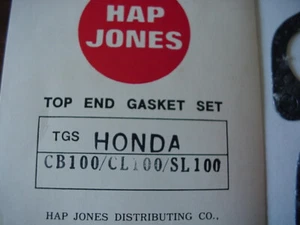 HAP
JONES
TOP END GASKET SET
TGS HONDA
CB100/CL100/SL100
HAP JONES DISTRIBUTING CO.,